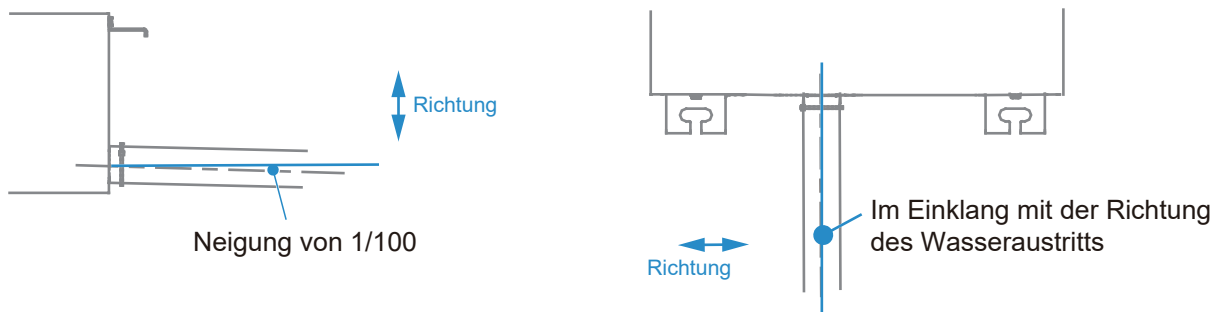 Richtung
Neigung von 1/100
Im Einklang mit der Richtung
des Wasseraustritts
Richtung